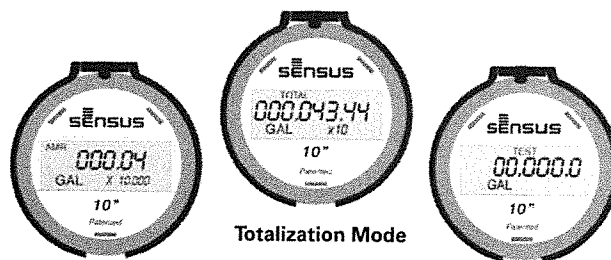 sensus
AMR
000.04
GAL X 10,000
10"
Patented
sensus
TOTAL
000,043.44
GAL x10
10"
Patented
Totalization Mode
sensus
TEST
00,000.0
GAL
10"
Patented